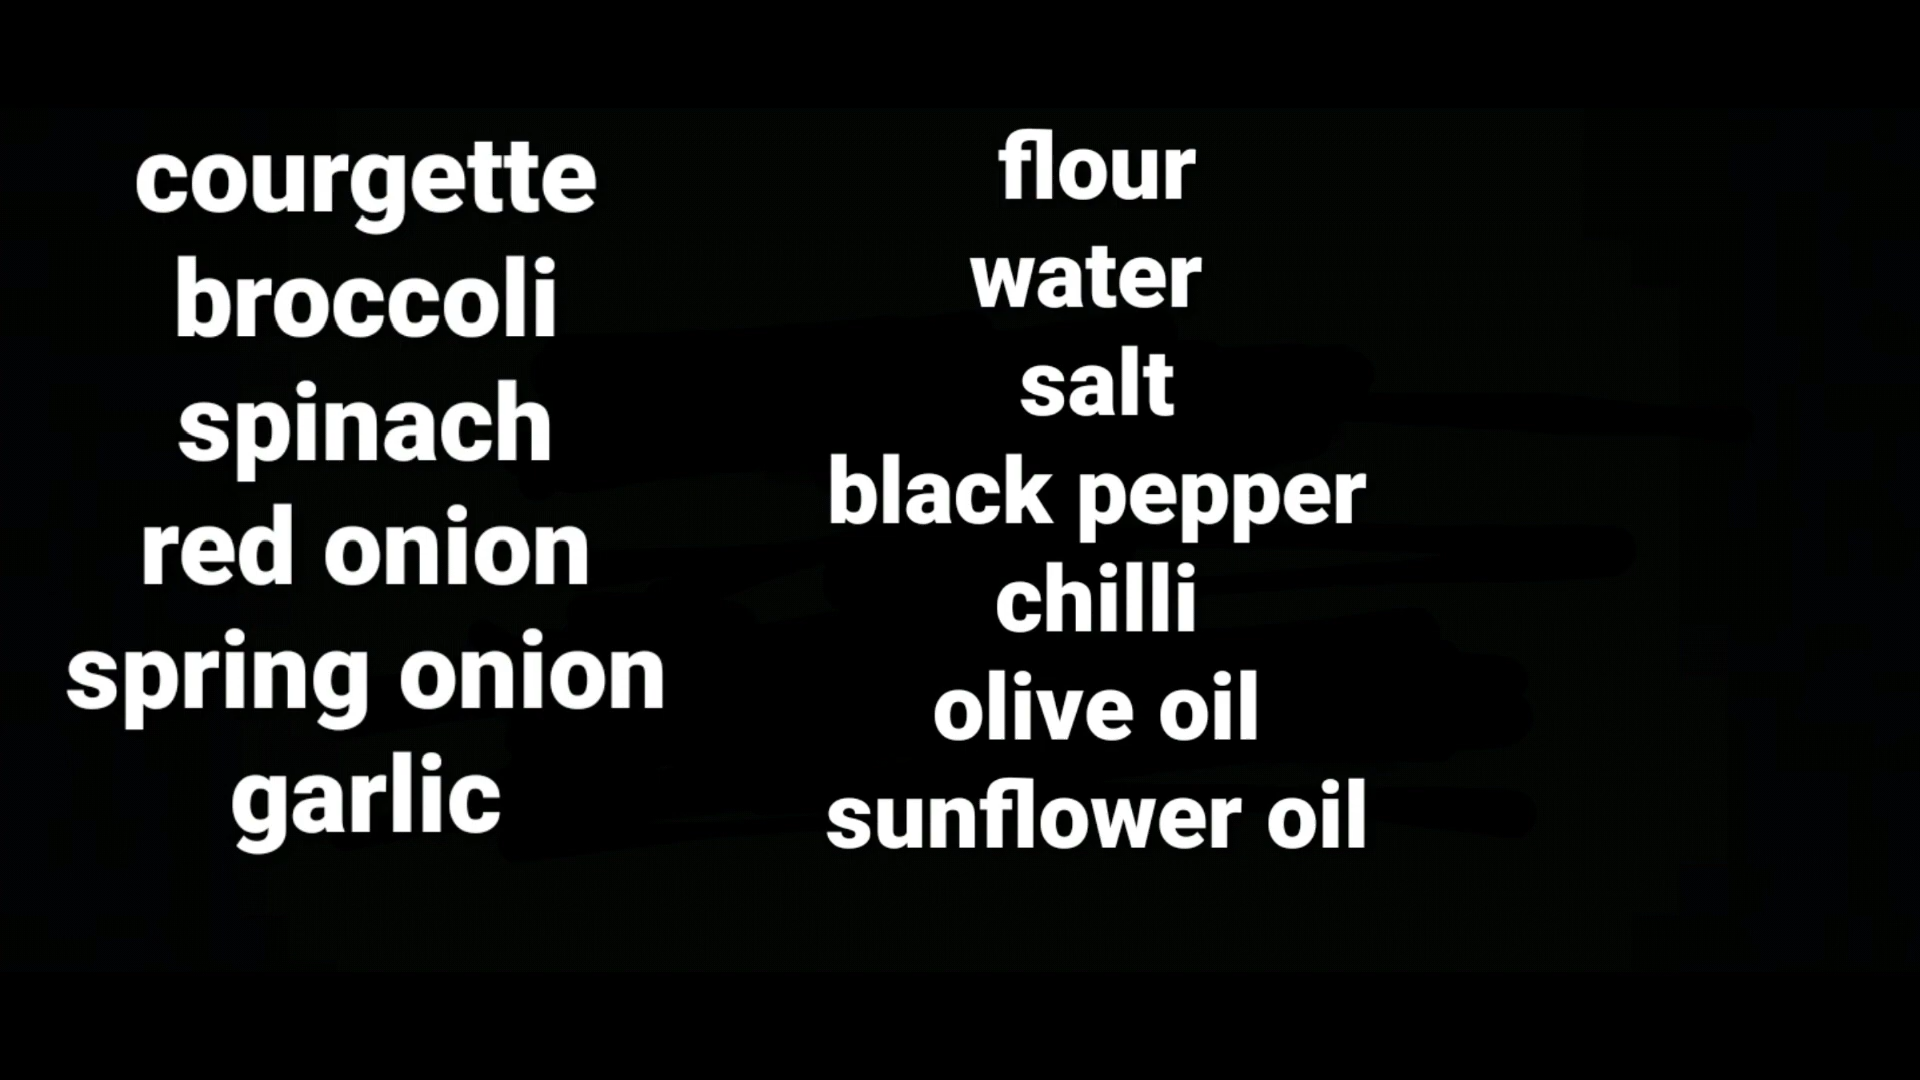 courgette
broccoli
spinach
red onion
spring onion
garlic
flour
water
salt
black pepper
chilli
olive oil
sunflower oil